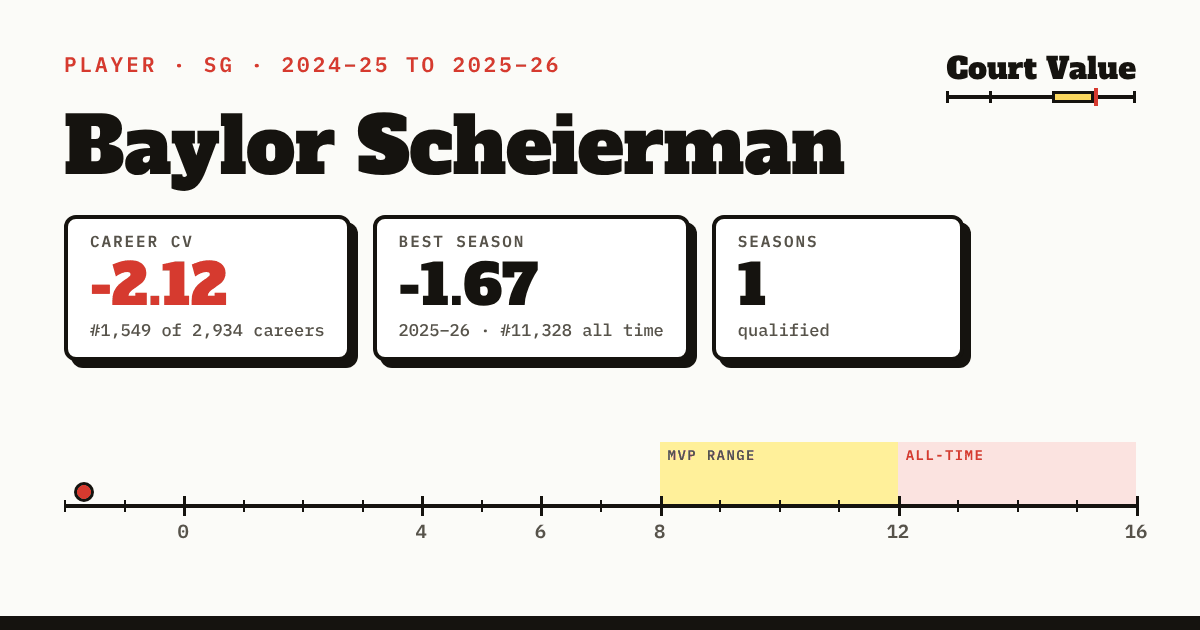 PLAYER · SG · 2024–25 TO 2025–26
Court Value
Baylor Scheierman
CAREER CV
-2.12
#1,549 of 2,934 careers
BEST SEASON
-1.67
2025–26 · #11,328 all time
SEASONS
1
qualified
MVP RANGE
ALL-TIME
0 4 6 8 12 16